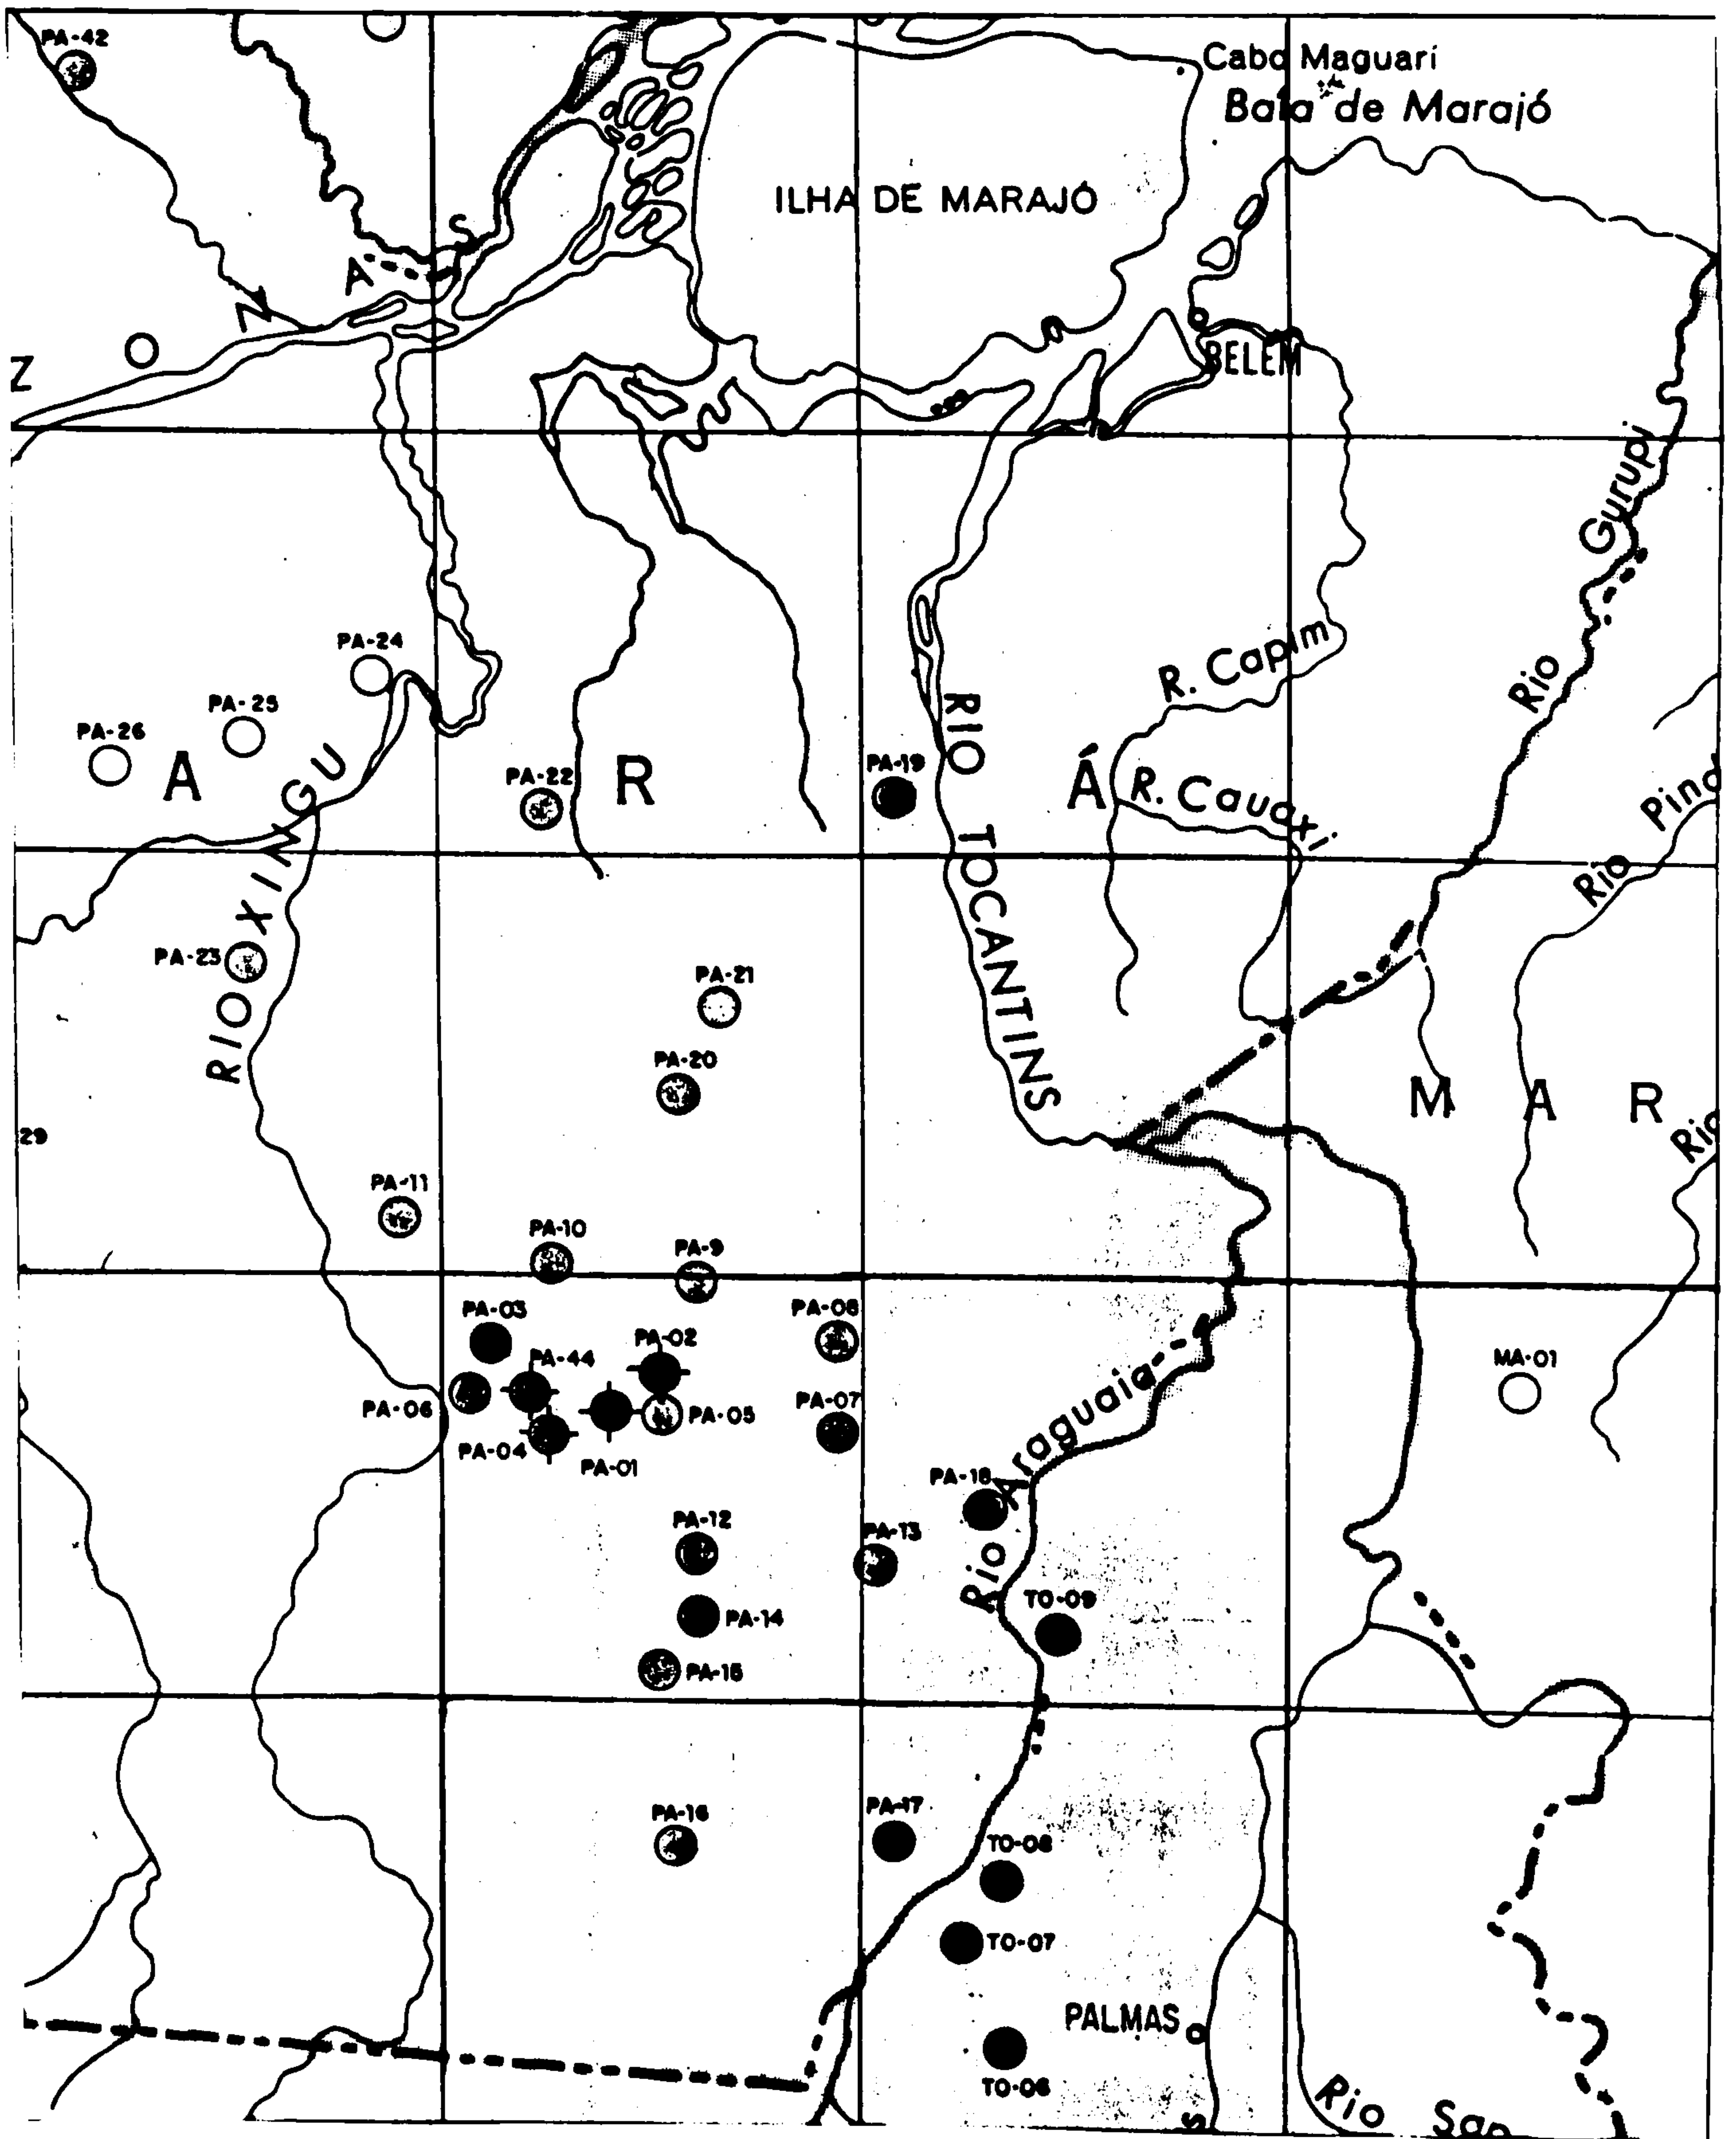 PA-42
Cabo Maguari
Baía de Marajó
ILHA DE MARAJÓ
S
A
N
O
Z
BELEM
Rio Gurupi
PA-24
PA-25
PA-26
R. Capim
A
R
Á
PA-22
PA-19
R. Cauaxi
RIO XINGU
RIO TOCANTINS
Pind
Rio
PA-23
PA-21
PA-20
M A R
29
Rio
PA-11
PA-10
PA-9
PA-03
PA-08
PA-02
PA-44
MA-01
PA-06
PA-05
PA-07
PA-04
PA-01
Rio Araguaia
PA-18
PA-12
PA-13
TO-09
PA-14
PA-15
PA-16
PA-17
TO-08
TO-07
PALMAS
TO-06
S
Rio San